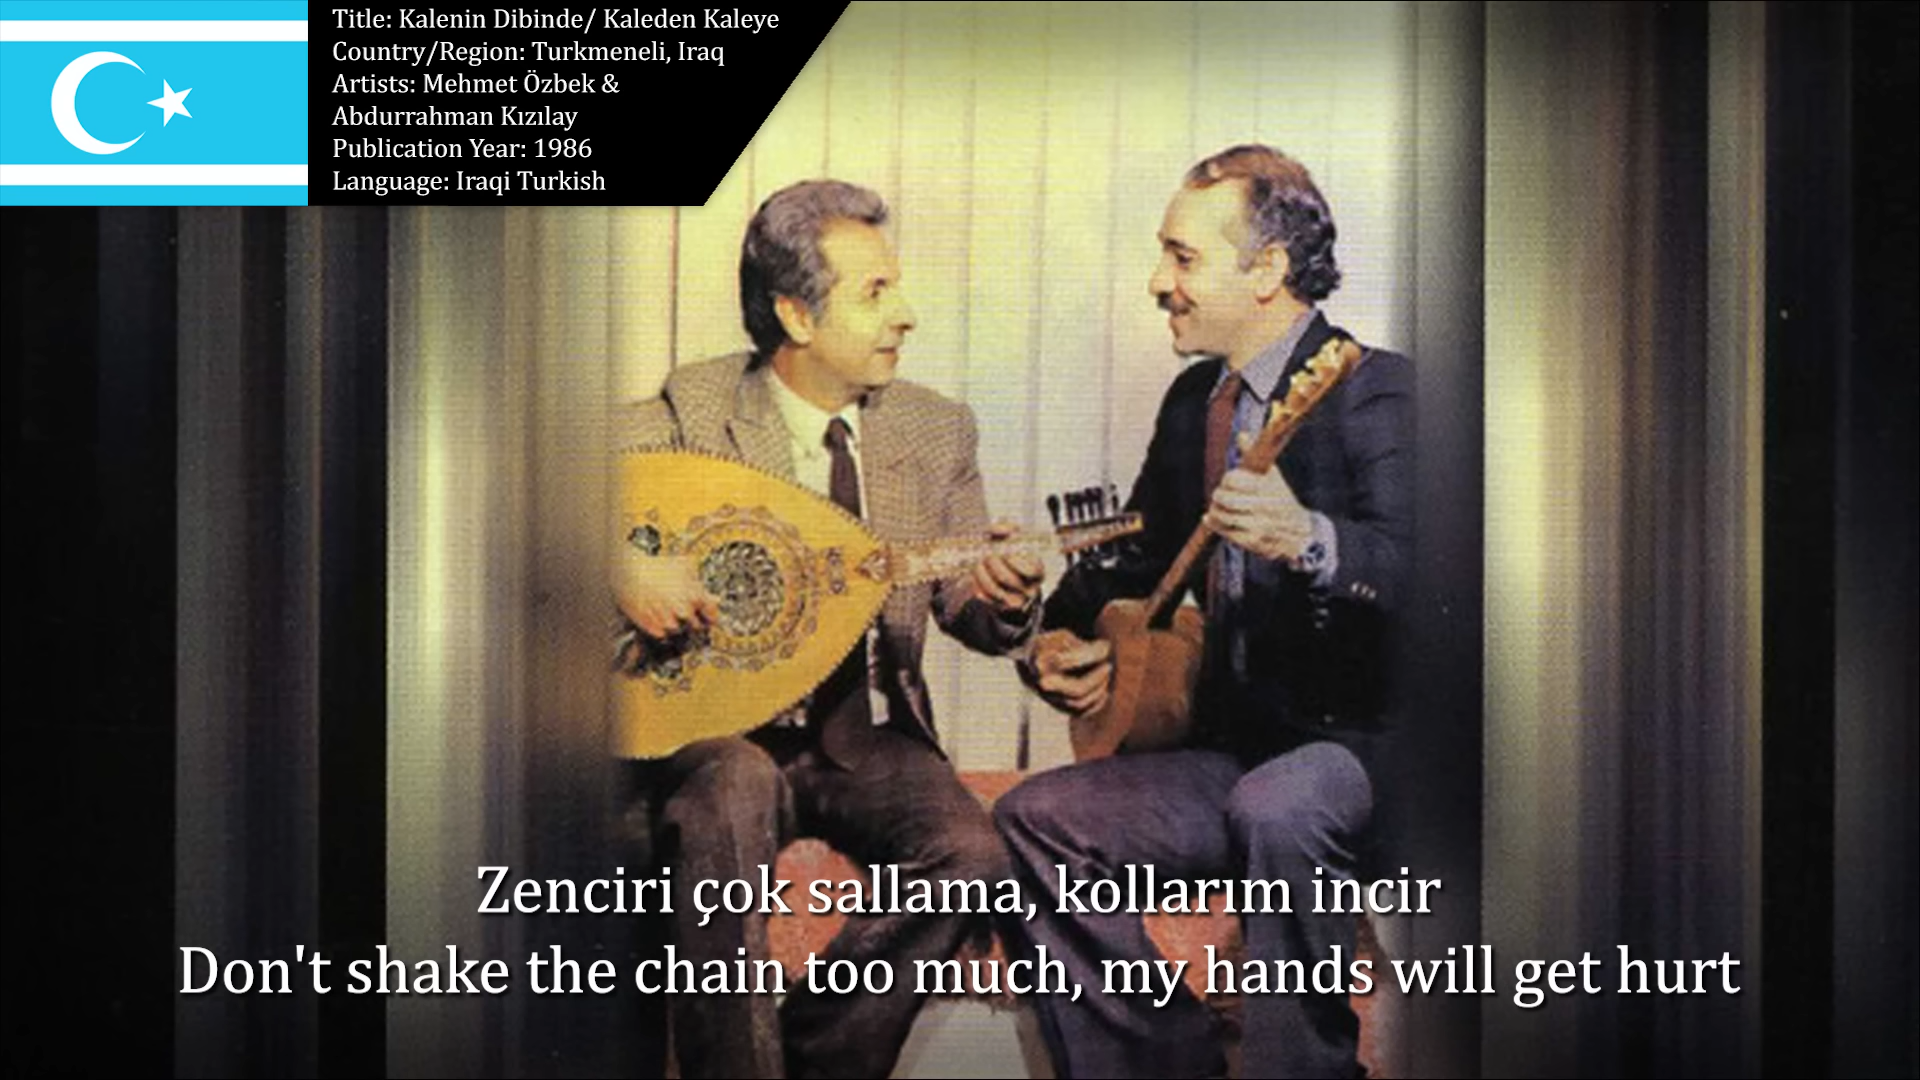 Title: Kalenin Dibinde/ Kaleden Kaleye
Country/Region: Turkmeneli, Iraq
Artists: Mehmet Özbek &
Abdurrahman Kızılay
Publication Year: 1986
Language: Iraqi Turkish
Zenciri çok sallama, kollarım incir
Don't shake the chain too much, my hands will get hurt